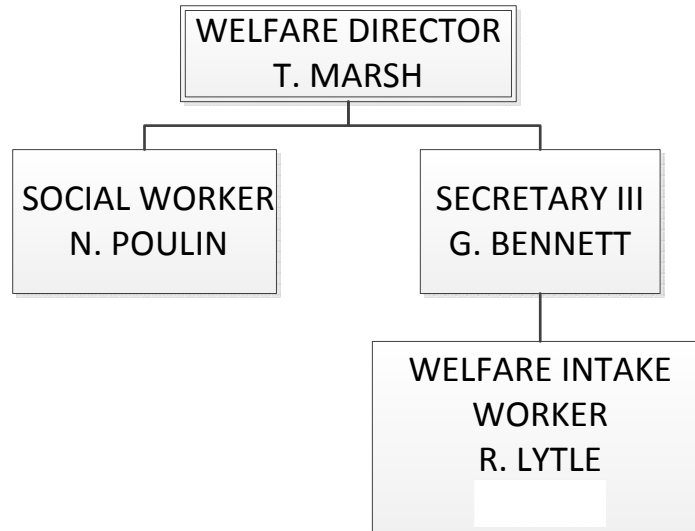 WELFARE DIRECTOR
T. MARSH
SOCIAL WORKER
N. POULIN
SECRETARY III
G. BENNETT
WELFARE INTAKE
WORKER
R. LYTLE